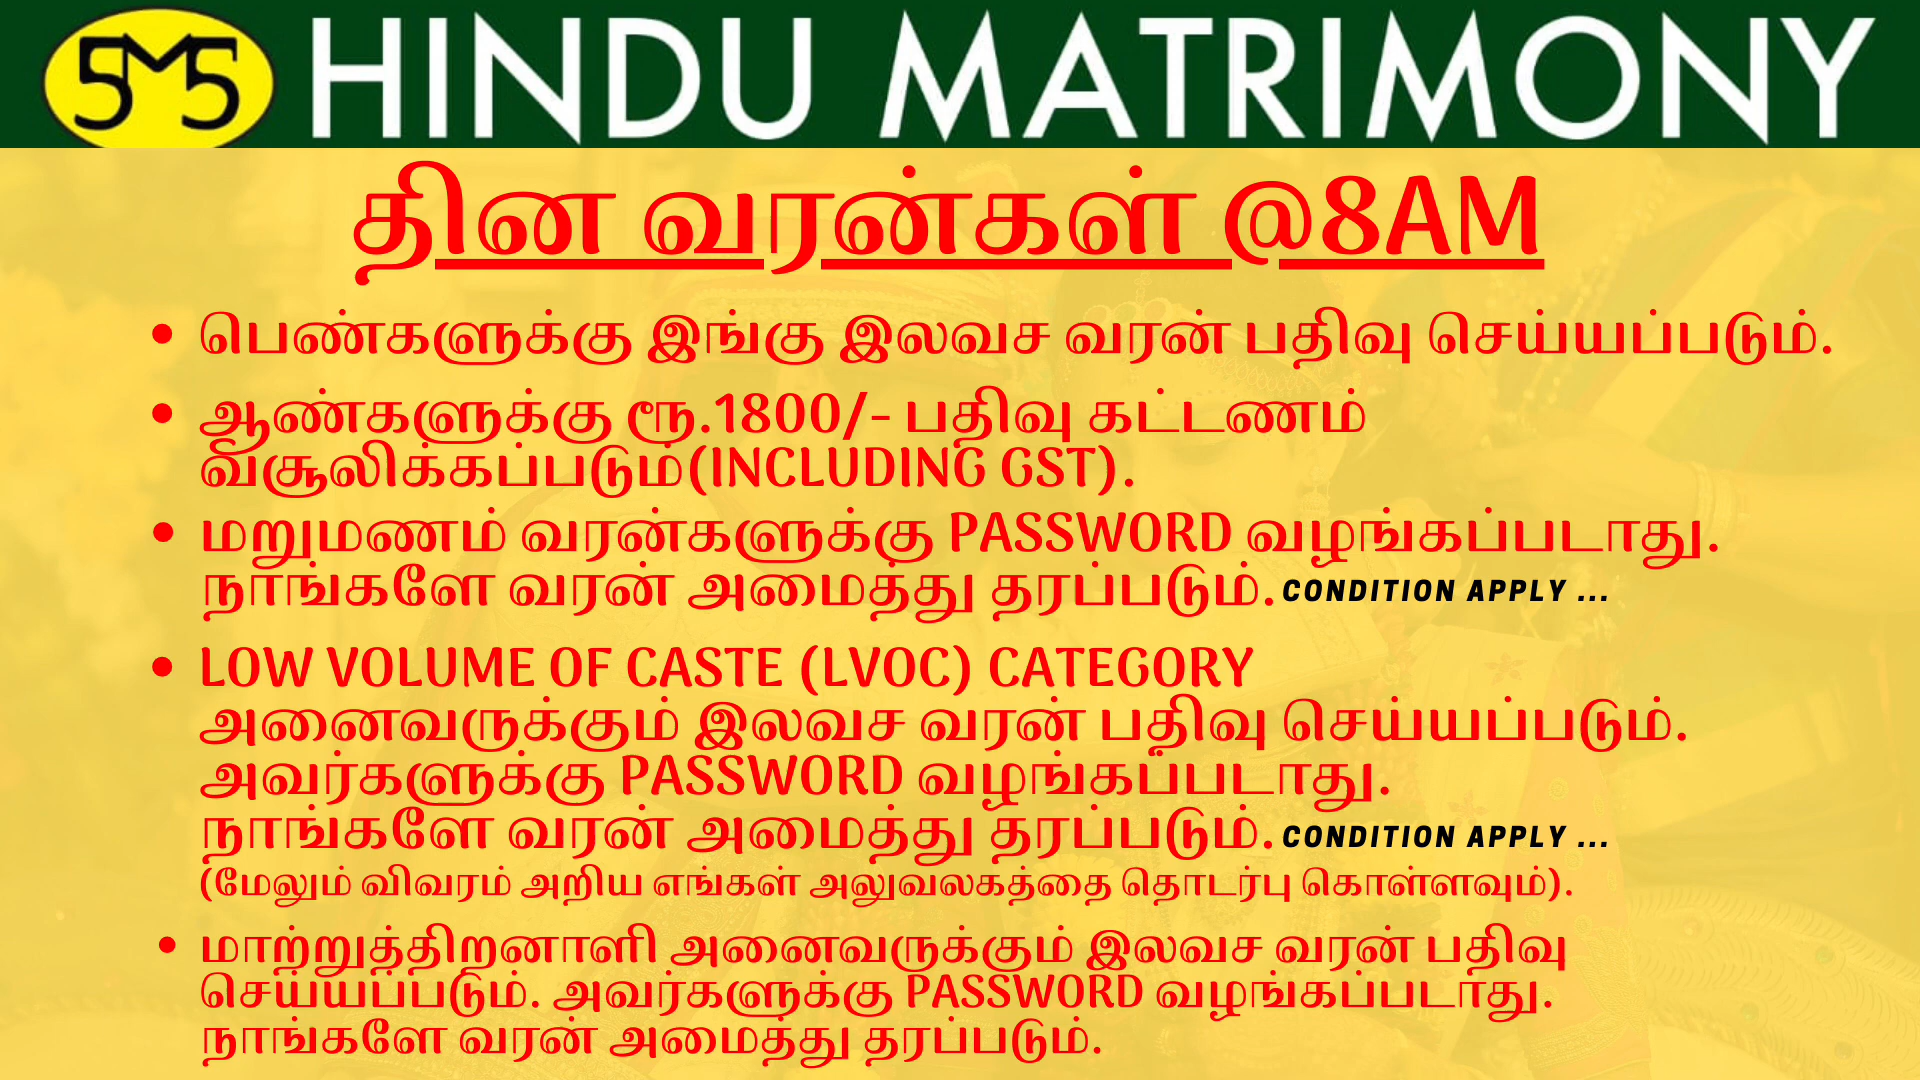 5M5 HINDU MATRIMONY
தின வரன்கள் @8AM
• பெண்களுக்கு இங்கு இலவச வரன் பதிவு செய்யப்படும்.
• ஆண்களுக்கு ரூ.1800/- பதிவு கட்டணம்
வசூலிக்கப்படும்(INCLUDING GST).
• மறுமணம் வரன்களுக்கு PASSWORD வழங்கப்படாது.
நாங்களே வரன் அமைத்து தரப்படும். CONDITION APPLY ...
• LOW VOLUME OF CASTE (LVOC) CATEGORY
அனைவருக்கும் இலவச வரன் பதிவு செய்யப்படும்.
அவர்களுக்கு PASSWORD வழங்கப்படாது.
நாங்களே வரன் அமைத்து தரப்படும். CONDITION APPLY ...
(மேலும் விவரம் அறிய எங்கள் அலுவலகத்தை தொடர்பு கொள்ளவும்).
• மாற்றுத்திறனாளி அனைவருக்கும் இலவச வரன் பதிவு
செய்யப்படும். அவர்களுக்கு PASSWORD வழங்கப்படாது.
நாங்களே வரன் அமைத்து தரப்படும்.